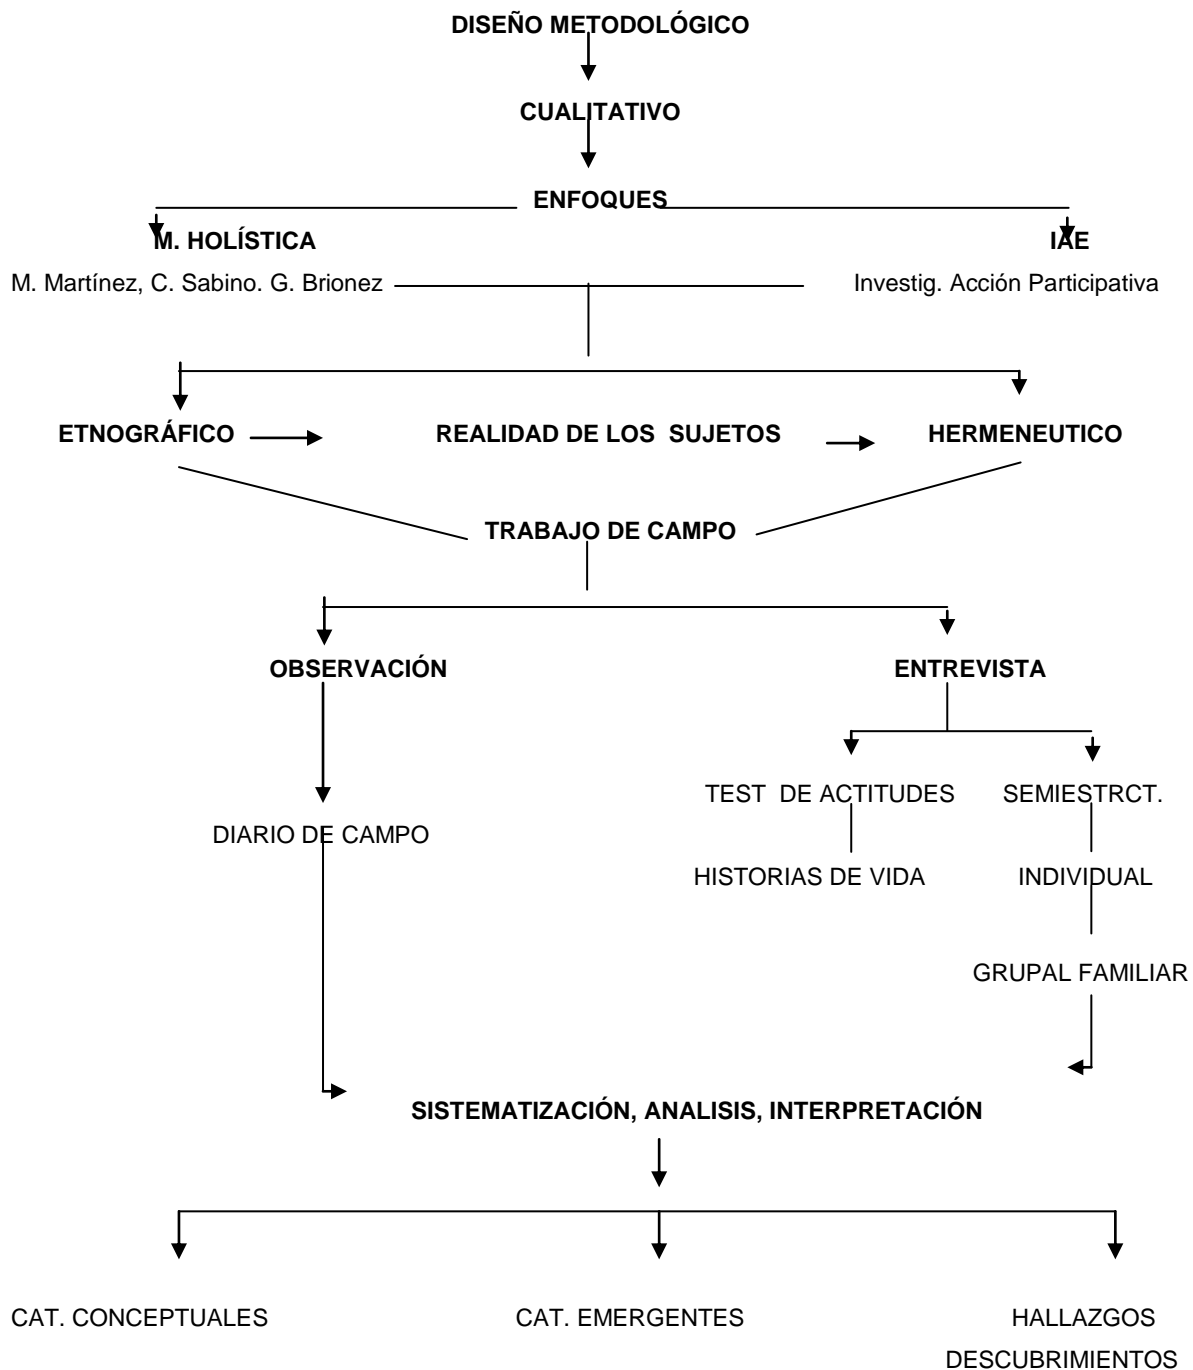 DISEÑO METODOLÓGICO
CUALITATIVO
ENFOQUES
M. HOLÍSTICA IAE
M. Martínez, C. Sabino. G. Brionez Investig. Acción Participativa
ETNOGRÁFICO REALIDAD DE LOS SUJETOS HERMENEUTICO
TRABAJO DE CAMPO
OBSERVACIÓN ENTREVISTA
TEST DE ACTITUDES SEMIESTRCT.
DIARIO DE CAMPO
HISTORIAS DE VIDA INDIVIDUAL
GRUPAL FAMILIAR
SISTEMATIZACIÓN, ANALISIS, INTERPRETACIÓN
CAT. CONCEPTUALES CAT. EMERGENTES HALLAZGOS
DESCUBRIMIENTOS